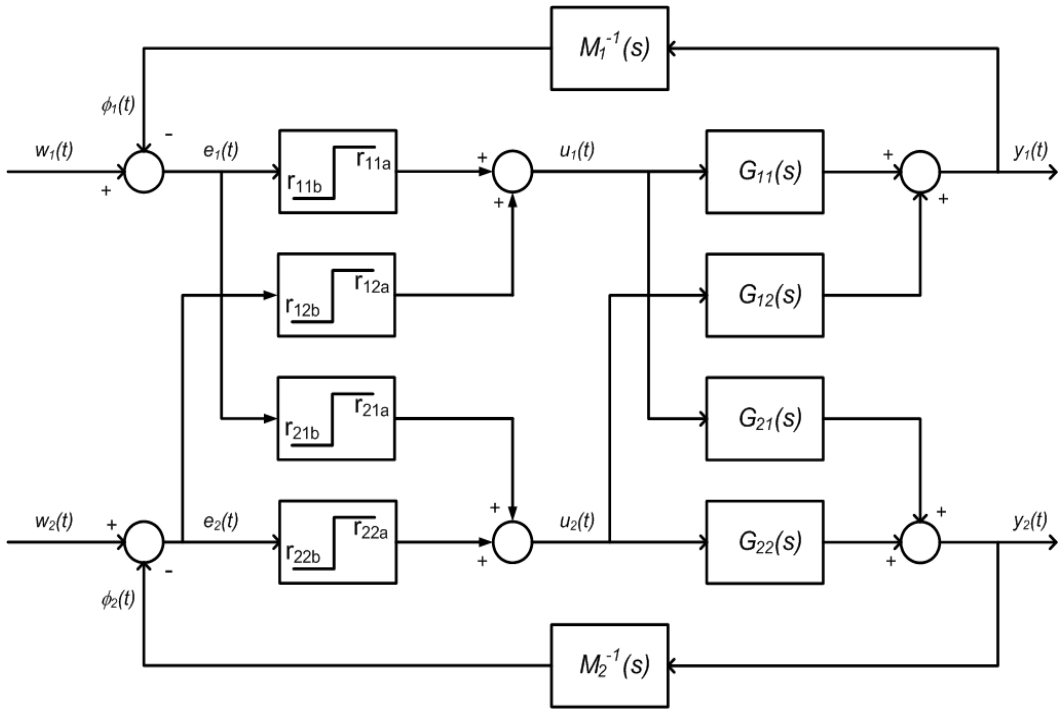 M₁⁻¹(s)
ϕ₁(t)
-
w₁(t) e₁(t) r₁₁ₐ + u₁(t) G₁₁(s) + y₁(t)
+ r₁₁b + +
r₁₂ₐ G₁₂(s)
r₁₂b
r₂₁ₐ G₂₁(s)
r₂₁b
w₂(t) + e₂(t) r₂₂ₐ + u₂(t) G₂₂(s) + y₂(t)
- r₂₂b + +
ϕ₂(t)
M₂⁻¹(s)